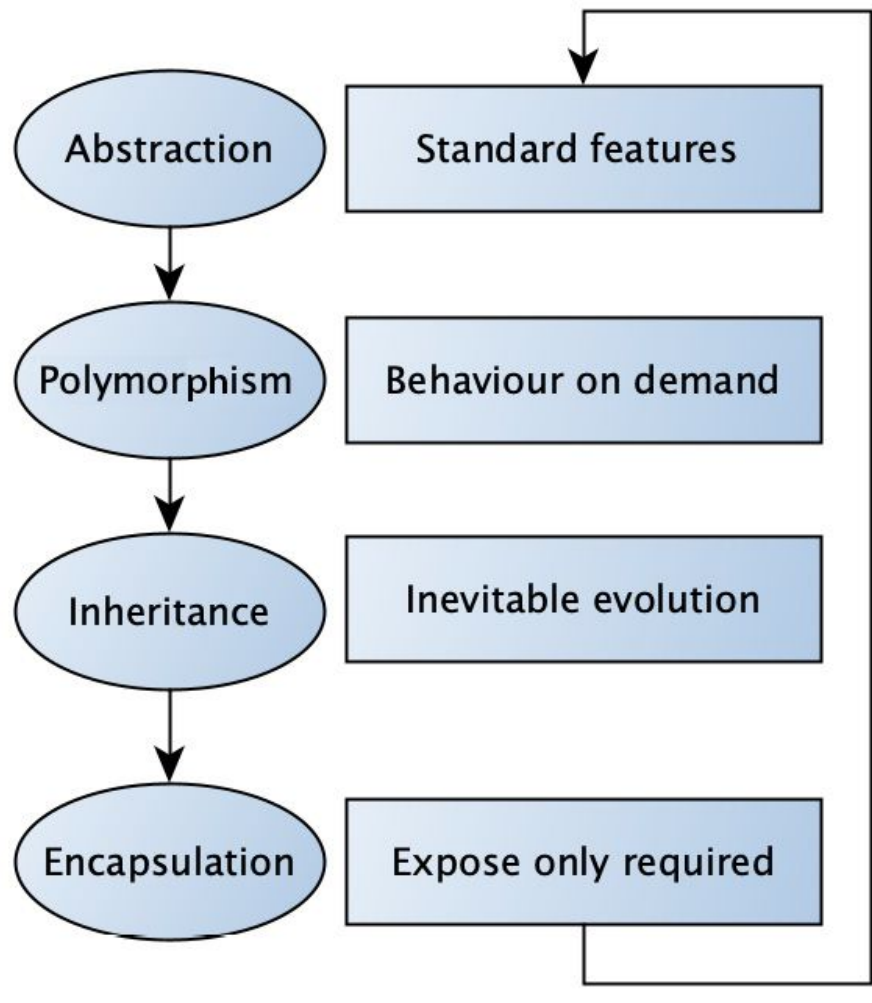 Abstraction
Standard features
Polymorphism
Behaviour on demand
Inheritance
Inevitable evolution
Encapsulation
Expose only required